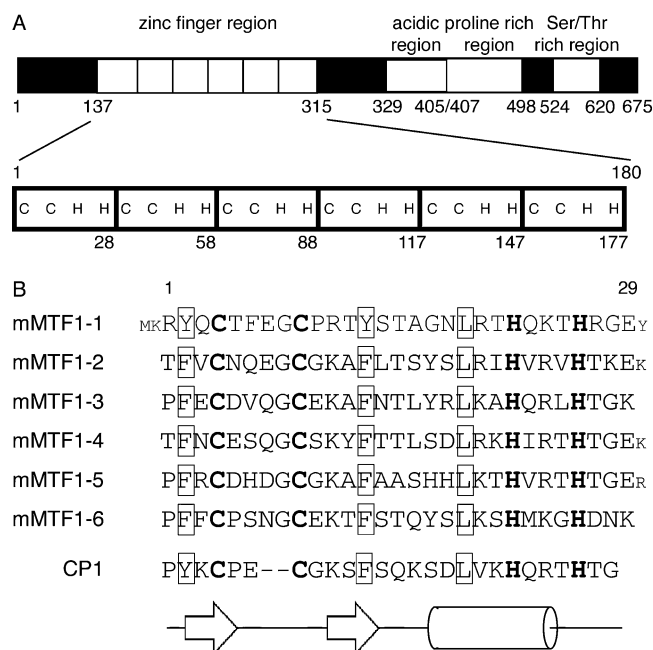 A
zinc finger region
acidic proline rich Ser/Thr
region region rich region
1 137 315 329 405/407 498 524 620 675
1 180
C C H H C C H H C C H H C C H H C C H H C C H H
28 58 88 117 147 177
B 1 29
mMTF1-1 MKRYQCTFEGCPRTYSTAGNLRTHQKTHRGEY
mMTF1-2 TFVCNQEGCGKAFLTSYSLRIHVRVHTKEK
mMTF1-3 PFECDVQGCEKAFNTLYRLKAHQRLHTGK
mMTF1-4 TFNCESQGCSKYFTTLSDLRKHIRTHTGEK
mMTF1-5 PFRCDHDGCGKAFAASHHLKTHVRTHTGER
mMTF1-6 PFFCPSNGCEKTFSTQYSLKSHMKGHDNK
CP1 PYKCPE--CGKSFSQKSDLVKHQRTHTG